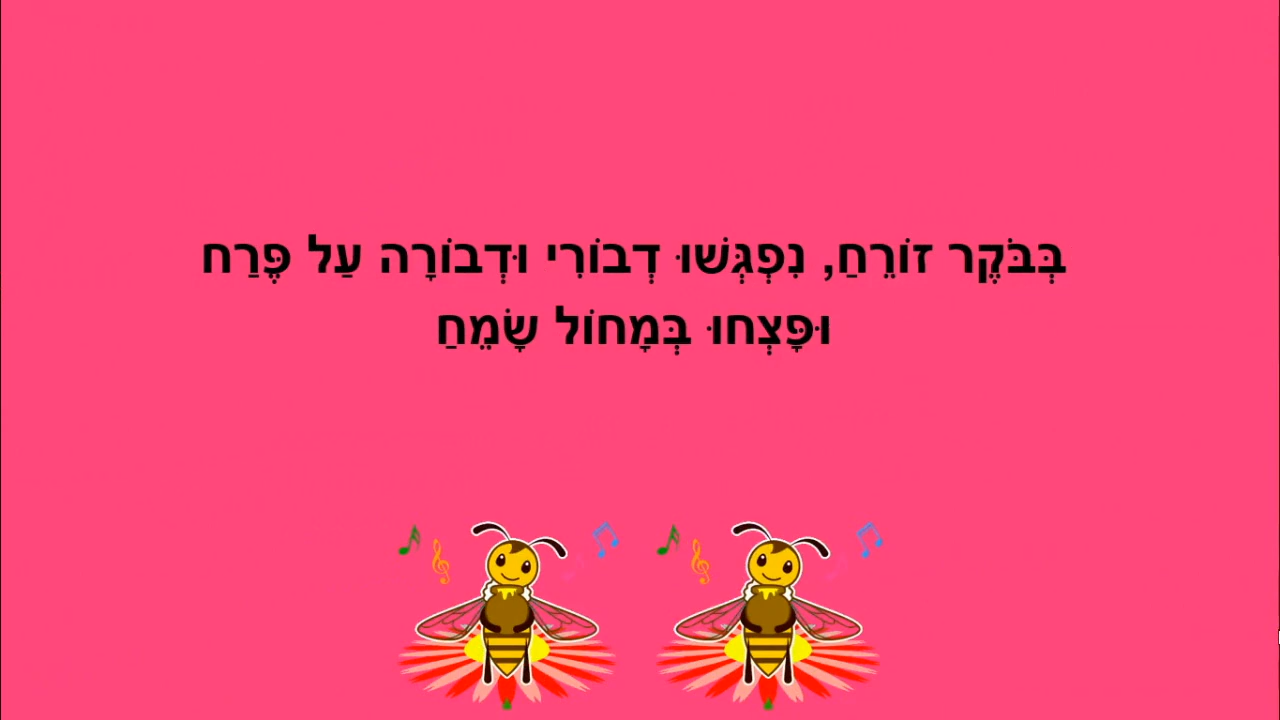 בְּבֹּקֶר זוֹרֵחַ, נִפְגְּשׁוּ דְבוֹרִי וּדְבוֹרָה עַל פֶּרַח
וּפָּצְחוּ בְּמָחוֹל שָׂמֵחַ